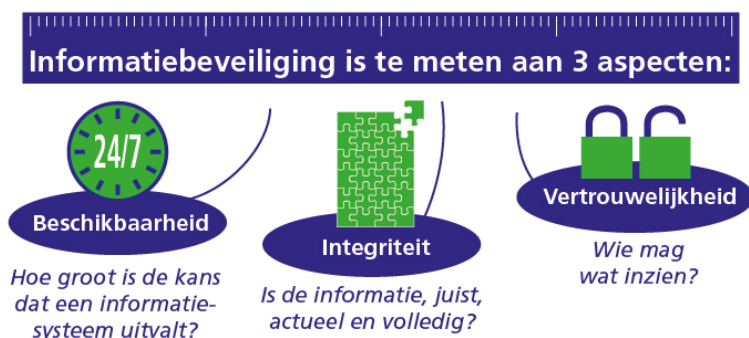 Informatiebeveiliging is te meten aan 3 aspecten:
24/7
Beschikbaarheid
Hoe groot is de kans
dat een informatie-
systeem uitvalt?
Integriteit
Is de informatie, juist,
actueel en volledig?
Vertrouwelijkheid
Wie mag
wat inzien?